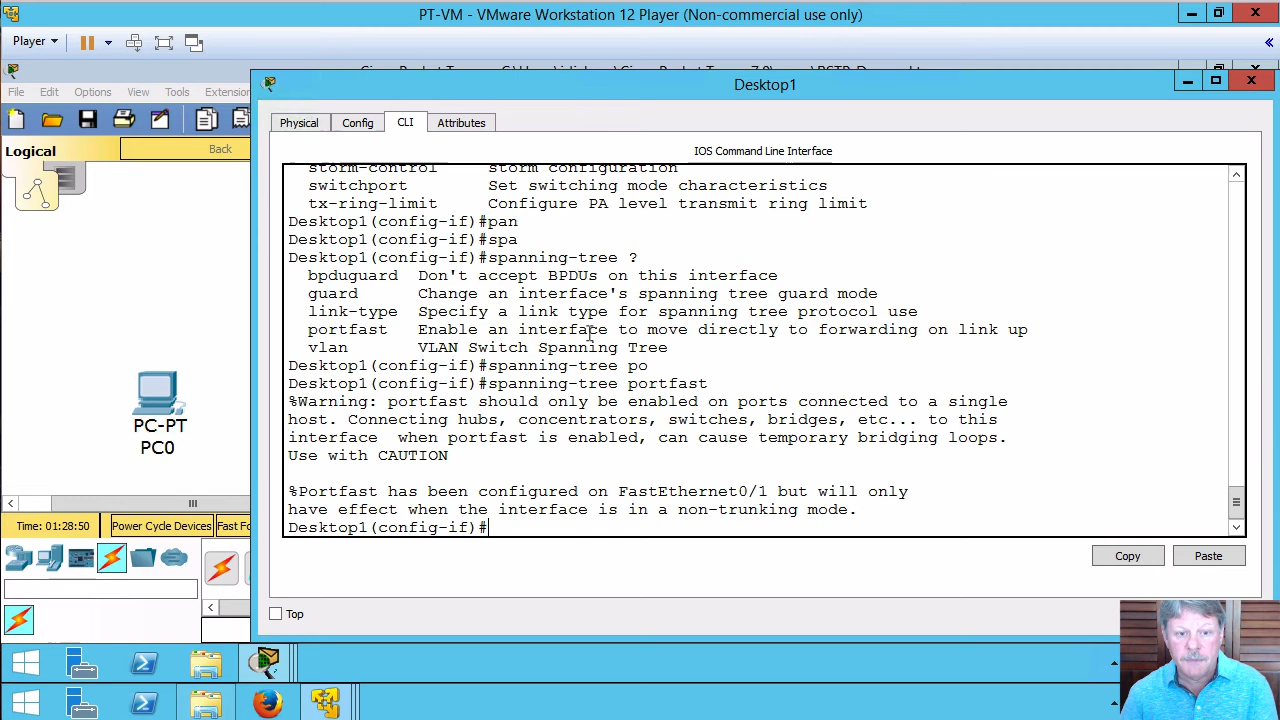 PT-VM - VMware Workstation 12 Player (Non-commercial use only)
Player
Desktop1
File Edit Options View Tools Extension
Physical Config CLI Attributes
Logical
Back
IOS Command Line Interface
storm-control storm configuration
switchport Set switching mode characteristics
tx-ring-limit Configure PA level transmit ring limit
Desktop1(config-if)#pan
Desktop1(config-if)#spa
Desktop1(config-if)#spanning-tree ?
bpduguard Don't accept BPDUs on this interface
guard Change an interface's spanning tree guard mode
link-type Specify a link type for spanning tree protocol use
portfast Enable an interface to move directly to forwarding on link up
vlan VLAN Switch Spanning Tree
Desktop1(config-if)#spanning-tree po
Desktop1(config-if)#spanning-tree portfast
%Warning: portfast should only be enabled on ports connected to a single
host. Connecting hubs, concentrators, switches, bridges, etc... to this
interface when portfast is enabled, can cause temporary bridging loops.
Use with CAUTION
%Portfast has been configured on FastEthernet0/1 but will only
have effect when the interface is in a non-trunking mode.
Desktop1(config-if)#
PC-PT
PC0
Time: 01:28:50 Power Cycle Devices Fast Fo
Copy Paste
Top